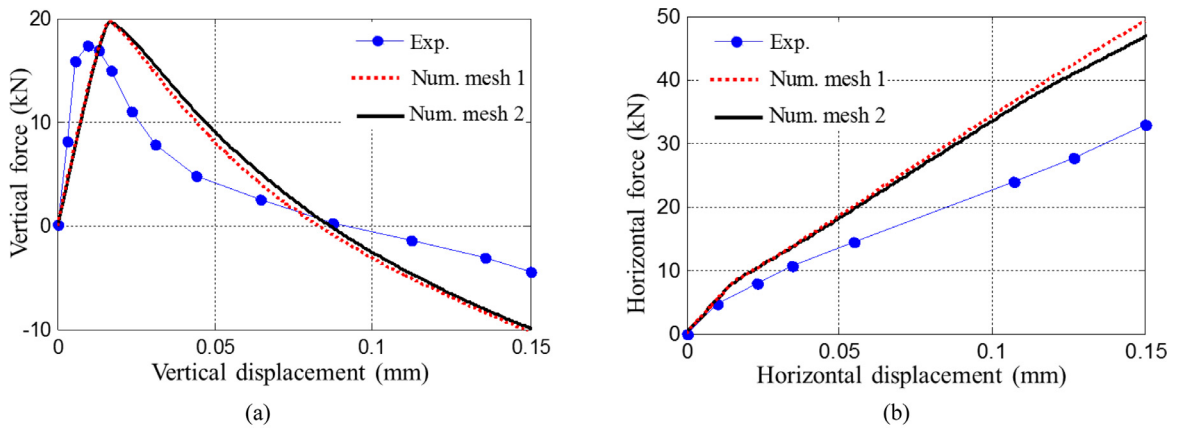 20
10
0
-10
Vertical force (kN)
Exp.
Num. mesh 1
Num. mesh 2
0 0.05 0.1 0.15
Vertical displacement (mm)
(a)
50
40
30
20
10
0
Horizontal force (kN)
Exp.
Num. mesh 1
Num. mesh 2
0 0.05 0.1 0.15
Horizontal displacement (mm)
(b)